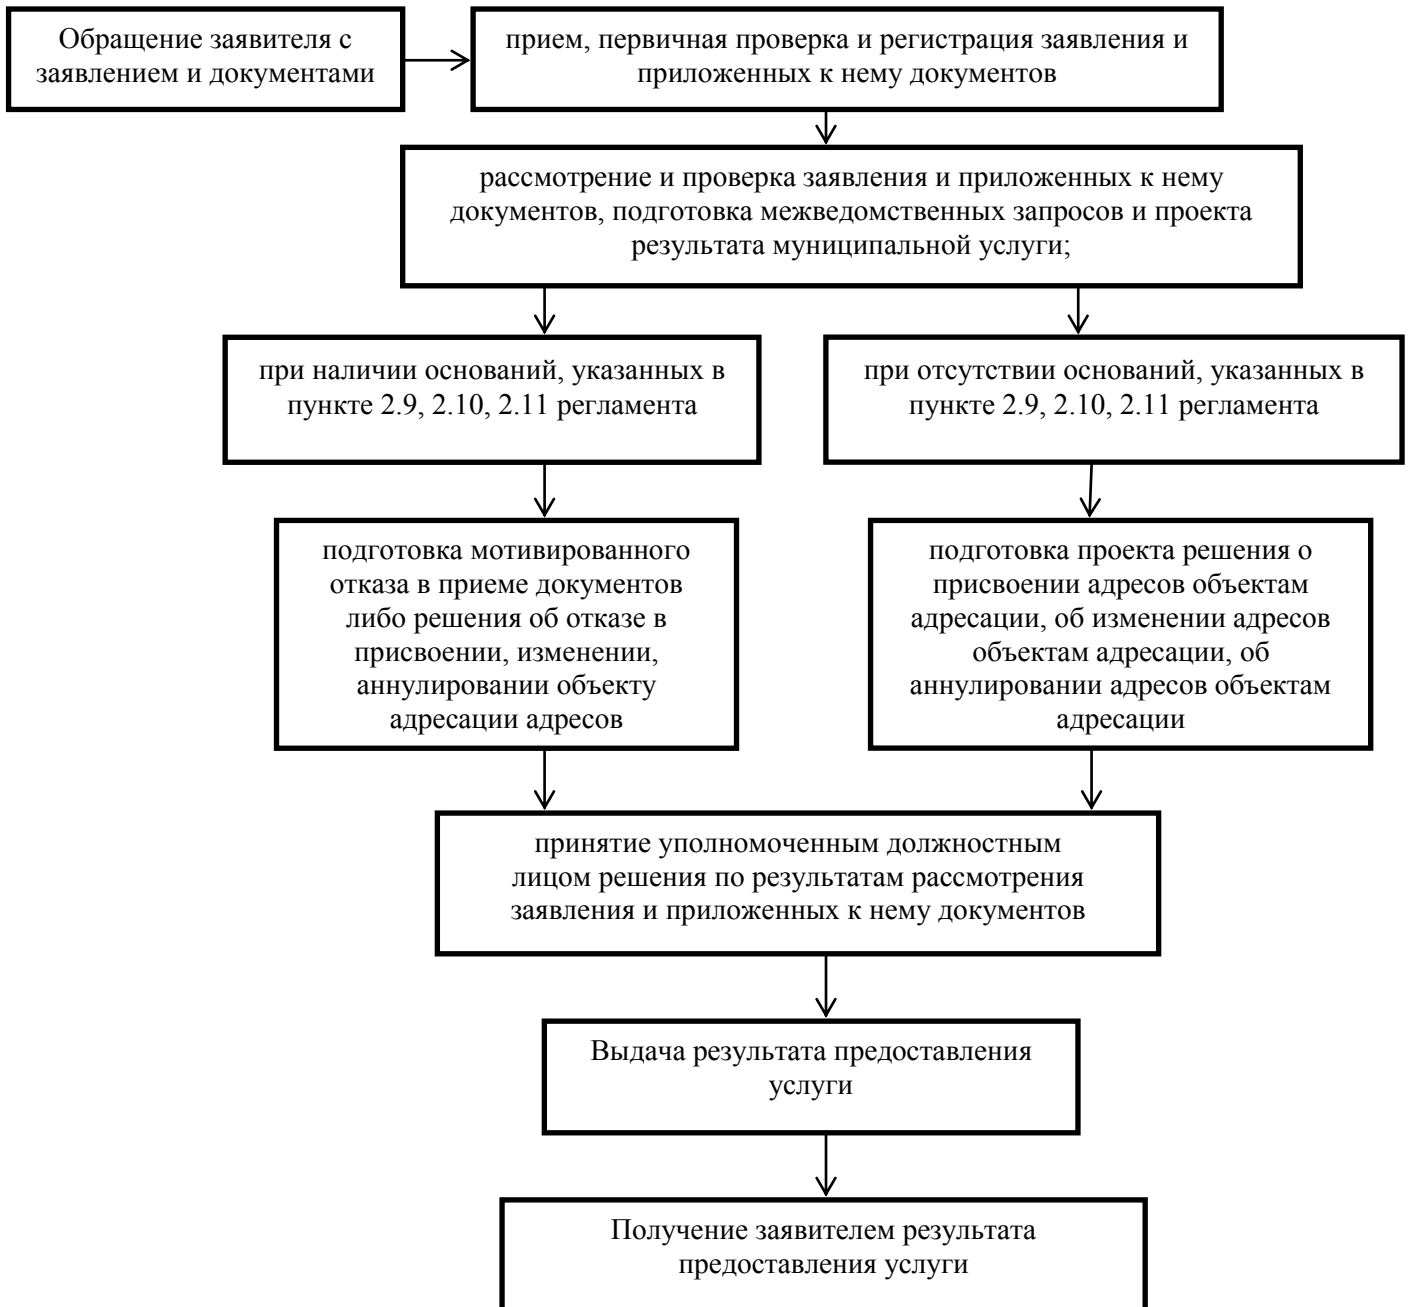 Обращение заявителя с
заявлением и документами
прием, первичная проверка и регистрация заявления и
приложенных к нему документов
рассмотрение и проверка заявления и приложенных к нему
документов, подготовка межведомственных запросов и проекта
результата муниципальной услуги;
при наличии оснований, указанных в
пункте 2.9, 2.10, 2.11 регламента
при отсутствии оснований, указанных в
пункте 2.9, 2.10, 2.11 регламента
подготовка мотивированного
отказа в приеме документов
либо решения об отказе в
присвоении, изменении,
аннулировании объекту
адресации адресов
подготовка проекта решения о
присвоении адресов объектам
адресации, об изменении адресов
объектам адресации, об
аннулировании адресов объектам
адресации
принятие уполномоченным должностным
лицом решения по результатам рассмотрения
заявления и приложенных к нему документов
Выдача результата предоставления
услуги
Получение заявителем результата
предоставления услуги